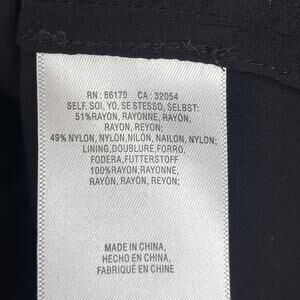 RN : 66170 CA : 32054
SELF, SOI, YO, SE STESSO, SELBST:
51%RAYON, RAYONNE, RAYON,
RAYON, REYON;
49% NYLON, NYLON, NILÓN, NAILON, NYLON;
LINING,DOUBLURE,FORRO,
FODERA,FUTTERSTOFF
100%RAYON,RAYONNE,
RAYÓN, RAYON, REYON;
MADE IN CHINA,
HECHO EN CHINA,
FABRIQUÉ EN CHINE